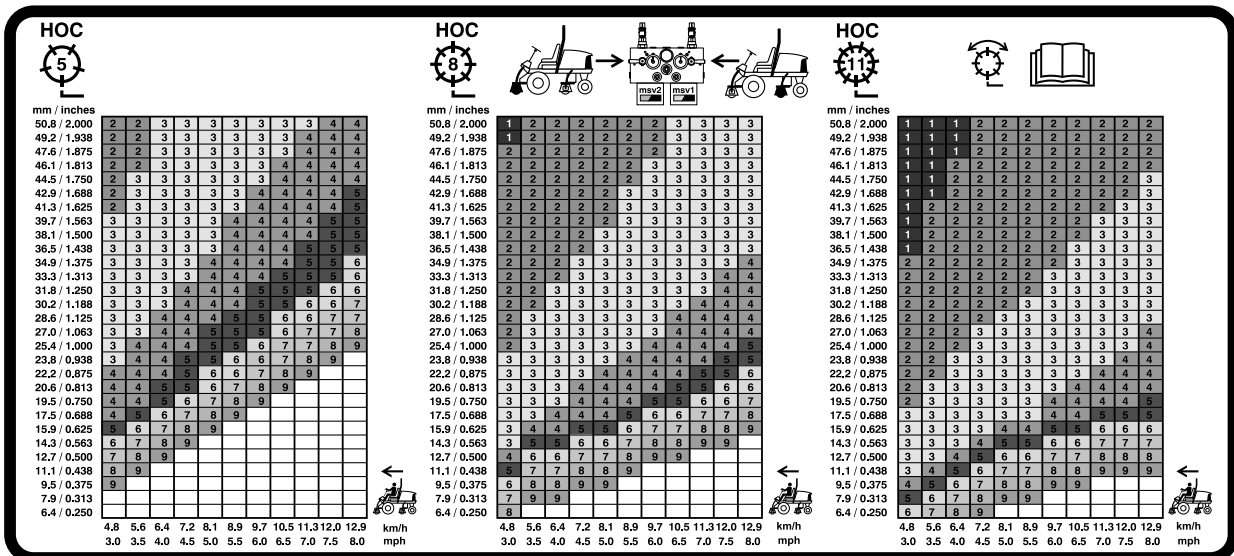 HOC
5
mm / inches
50.8 / 2.000 2 2 3 3 3 3 3 3 3 4 4
49.2 / 1.938 2 2 3 3 3 3 3 3 4 4 4
47.6 / 1.875 2 2 3 3 3 3 3 3 4 4 4
46.1 / 1.813 2 2 3 3 3 3 3 4 4 4 4
44.5 / 1.750 2 3 3 3 3 3 3 4 4 4 4
42.9 / 1.688 2 3 3 3 3 3 4 4 4 4 5
41.3 / 1.625 2 3 3 3 3 3 4 4 4 4 5
39.7 / 1.563 3 3 3 3 3 4 4 4 4 5 5
38.1 / 1.500 3 3 3 3 3 4 4 4 4 5 5
36.5 / 1.438 3 3 3 3 3 4 4 4 5 5 5
34.9 / 1.375 3 3 3 3 4 4 4 4 5 5 6
33.3 / 1.313 3 3 3 3 4 4 4 5 5 5 6
31.8 / 1.250 3 3 3 4 4 4 5 5 5 6 6
30.2 / 1.188 3 3 3 4 4 4 5 5 6 6 7
28.6 / 1.125 3 3 4 4 4 5 5 6 6 7 7
27.0 / 1.063 3 3 4 4 5 5 5 6 7 7 8
25.4 / 1.000 3 4 4 4 5 5 6 7 7 8 9
23.8 / 0.938 3 4 4 5 5 6 6 7 8 9
22.2 / 0.875 4 4 5 5 6 6 7 8 9
20.6 / 0.813 4 4 5 5 6 7 8 9
19.5 / 0.750 4 4 5 6 7 8 9
17.5 / 0.688 4 5 6 7 8 9
15.9 / 0.625 5 6 7 8 9
14.3 / 0.563 6 7 8 9
12.7 / 0.500 7 8 9
11.1 / 0.438 8 9
9.5 / 0.375 9
7.9 / 0.313
6.4 / 0.250
4.8 5.6 6.4 7.2 8.1 8.9 9.7 10.5 11.3 12.0 12.9 km/h
3.0 3.5 4.0 4.5 5.0 5.5 6.0 6.5 7.0 7.5 8.0 mph
HOC
8
msv2 msv1
mm / inches
50.8 / 2.000 1 2 2 2 2 2 2 3 3 3 3
49.2 / 1.938 1 2 2 2 2 2 2 3 3 3 3
47.6 / 1.875 2 2 2 2 2 2 2 3 3 3 3
46.1 / 1.813 2 2 2 2 2 2 3 3 3 3 3
44.5 / 1.750 2 2 2 2 2 2 3 3 3 3 3
42.9 / 1.688 2 2 2 2 2 3 3 3 3 3 3
41.3 / 1.625 2 2 2 2 2 3 3 3 3 3 3
39.7 / 1.563 2 2 2 2 2 3 3 3 3 3 3
38.1 / 1.500 2 2 2 2 3 3 3 3 3 3 3
36.5 / 1.438 2 2 2 2 3 3 3 3 3 3 3
34.9 / 1.375 2 2 2 3 3 3 3 3 3 3 4
33.3 / 1.313 2 2 2 3 3 3 3 3 3 4 4
31.8 / 1.250 2 2 3 3 3 3 3 3 3 4 4
30.2 / 1.188 2 2 3 3 3 3 3 3 4 4 4
28.6 / 1.125 2 3 3 3 3 3 3 4 4 4 4
27.0 / 1.063 2 3 3 3 3 3 3 4 4 4 4
25.4 / 1.000 2 3 3 3 3 3 4 4 4 4 5
23.8 / 0.938 3 3 3 3 3 4 4 4 4 5 5
22.2 / 0.875 3 3 3 3 4 4 4 4 5 5 6
20.6 / 0.813 3 3 3 4 4 4 4 5 5 6 6
19.5 / 0.750 3 3 3 4 4 4 5 5 6 6 7
17.5 / 0.688 3 3 4 4 4 5 6 6 7 7 8
15.9 / 0.625 3 4 4 5 5 6 6 7 7 8 9
14.3 / 0.563 3 5 5 6 6 7 7 8 9 9
12.7 / 0.500 4 6 6 7 7 8 8 9
11.1 / 0.438 5 7 7 8 8 9
9.5 / 0.375 6 7 8 9 9
7.9 / 0.313 7 9 9
6.4 / 0.250 8
4.8 5.6 6.4 7.2 8.1 8.9 9.7 10.5 11.3 12.0 12.9 km/h
3.0 3.5 4.0 4.5 5.0 5.5 6.0 6.5 7.0 7.5 8.0 mph
HOC
11
mm / inches
50.8 / 2.000 1 1 1 2 2 2 2 2 2 2 2
49.2 / 1.938 1 1 1 2 2 2 2 2 2 2 2
47.6 / 1.875 1 1 1 2 2 2 2 2 2 2 2
46.1 / 1.813 1 1 2 2 2 2 2 2 2 2 2
44.5 / 1.750 1 1 2 2 2 2 2 2 2 2 3
42.9 / 1.688 1 1 2 2 2 2 2 2 2 2 3
41.3 / 1.625 1 2 2 2 2 2 2 2 2 3 3
39.7 / 1.563 1 2 2 2 2 2 2 2 3 3 3
38.1 / 1.500 1 2 2 2 2 2 2 2 3 3 3
36.5 / 1.438 1 2 2 2 2 2 2 3 3 3 3
34.9 / 1.375 2 2 2 2 2 2 2 3 3 3 3
33.3 / 1.313 2 2 2 2 2 2 3 3 3 3 3
31.8 / 1.250 2 2 2 2 2 2 3 3 3 3 3
30.2 / 1.188 2 2 2 2 2 3 3 3 3 3 3
28.6 / 1.125 2 2 2 2 3 3 3 3 3 3 3
27.0 / 1.063 2 2 2 3 3 3 3 3 3 3 4
25.4 / 1.000 2 2 2 3 3 3 3 3 3 3 4
23.8 / 0.938 2 2 3 3 3 3 3 3 3 4 4
22.2 / 0.875 2 2 3 3 3 3 3 3 4 4 4
20.6 / 0.813 2 3 3 3 3 3 3 4 4 4 4
19.5 / 0.750 2 3 3 3 3 3 4 4 4 4 5
17.5 / 0.688 3 3 3 3 3 4 4 4 5 5 5
15.9 / 0.625 3 3 3 4 4 4 5 5 6 6 6
14.3 / 0.563 3 3 3 4 5 5 6 6 7 7 7
12.7 / 0.500 3 3 4 5 6 6 7 7 8 8 8
11.1 / 0.438 3 4 5 6 7 7 8 8 9 9 9
9.5 / 0.375 4 5 6 7 8 8 9 9
7.9 / 0.313 5 6 7 8 9 9
6.4 / 0.250 6 7 8 9
4.8 5.6 6.4 7.2 8.1 8.9 9.7 10.5 11.3 12.0 12.9 km/h
3.0 3.5 4.0 4.5 5.0 5.5 6.0 6.5 7.0 7.5 8.0 mph